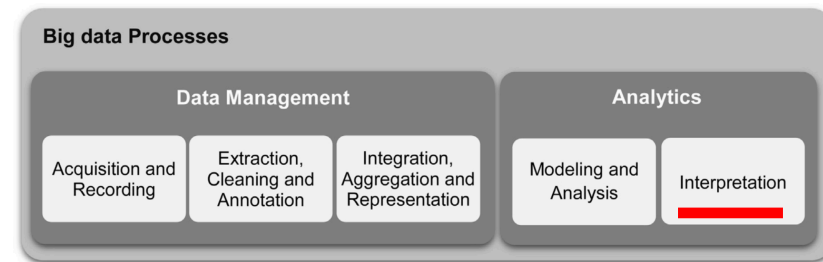 Big data Processes
Data Management
Acquisition and
Recording
Extraction,
Cleaning and
Annotation
Integration,
Aggregation and
Representation
Analytics
Modeling and
Analysis
Interpretation